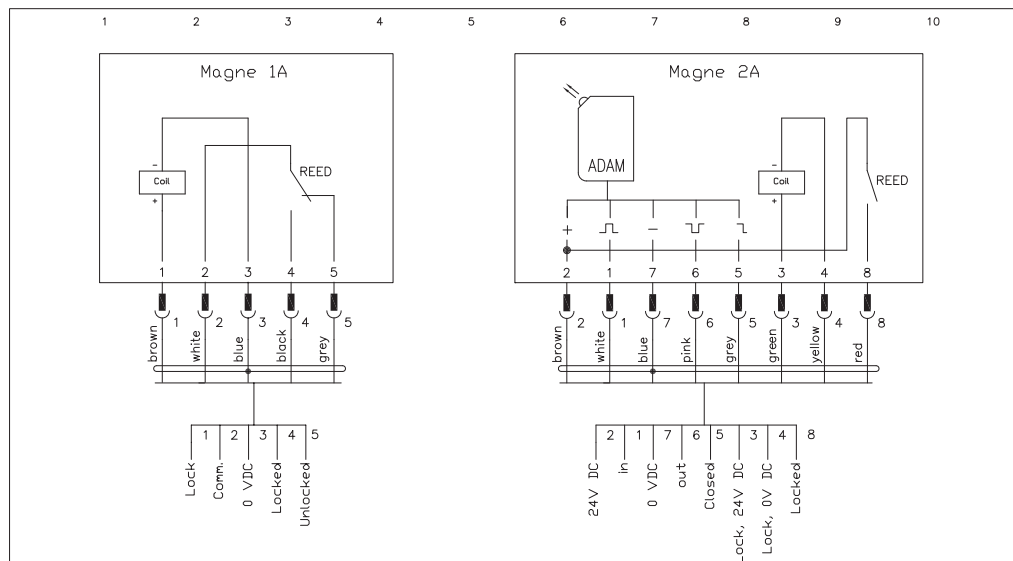 1 2 3 4 5 6 7 8 9 10
Magne 1A
Magne 2A
-
Coil
+
REED
ADAM
+ -
-
Coil
+
REED
1 2 3 4 5
2 1 7 6 5 3 4 8
1 2 3 4 5
2 1 7 6 5 3 4 8
brown white blue black grey
brown white blue pink grey green yellow red
1 2 3 4 5
2 1 7 6 5 3 4 8
Lock
Comm.
0 VDC
Locked
Unlocked
24V DC
in
0 VDC
out
Closed
Lock, 24V DC
Lock, 0V DC
Locked